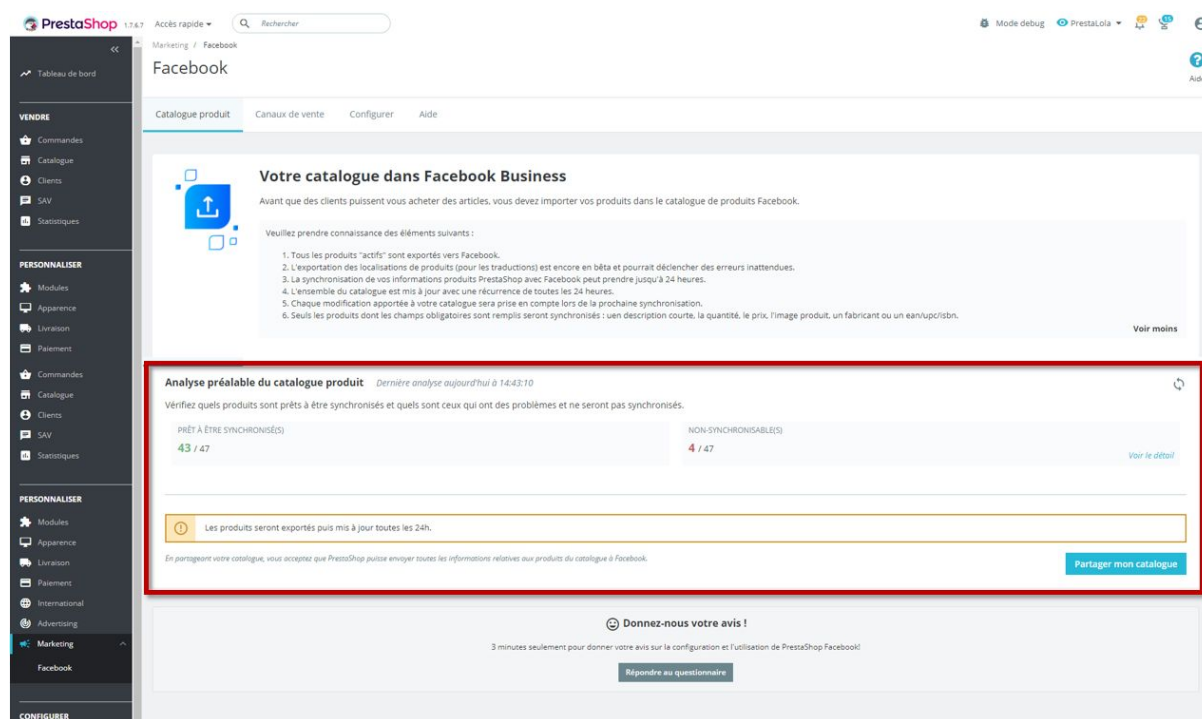 PrestaShop 1.7.6.7 Accès rapide Rechercher Mode debug PrestaLola
Marketing / Facebook
Facebook
Aide
Catalogue produit Canaux de vente Configurer Aide
Tableau de bord
VENDRE
Commandes
Catalogue
Clients
SAV
Statistiques
PERSONNALISER
Modules
Apparence
Livraison
Paiement
Commandes
Catalogue
Clients
SAV
Statistiques
PERSONNALISER
Modules
Apparence
Livraison
Paiement
International
Advertising
Marketing
Facebook
CONFIGURER
Votre catalogue dans Facebook Business
Avant que des clients puissent vous acheter des articles, vous devez importer vos produits dans le catalogue de produits Facebook.
Veuillez prendre connaissance des éléments suivants :
1. Tous les produits "actifs" sont exportés vers Facebook.
2. L'exportation des localisations de produits (pour les traductions) est encore en bêta et pourrait déclencher des erreurs inattendues.
3. La synchronisation de vos informations produits PrestaShop avec Facebook peut prendre jusqu'à 24 heures.
4. L'ensemble du catalogue est mis à jour avec une récurrence de toutes les 24 heures.
5. Chaque modification apportée à votre catalogue sera prise en compte lors de la prochaine synchronisation.
6. Seuls les produits dont les champs obligatoires sont remplis seront synchronisés : uen description courte, la quantité, le prix, l'image produit, un fabricant ou un ean/upc/isbn.
Voir moins
Analyse préalable du catalogue produit Dernière analyse aujourd'hui à 14:43:10
Vérifiez quels produits sont prêts à être synchronisés et quels sont ceux qui ont des problèmes et ne seront pas synchronisés.
PRÊT À ÊTRE SYNCHRONISÉ(S)
43 / 47
NON-SYNCHRONISABLE(S)
4 / 47
Voir le détail
Les produits seront exportés puis mis à jour toutes les 24h.
En partageant votre catalogue, vous acceptez que PrestaShop puisse envoyer toutes les informations relatives aux produits du catalogue à Facebook.
Partager mon catalogue
Donnez-nous votre avis !
3 minutes seulement pour donner votre avis sur la configuration et l'utilisation de PrestaShop Facebook!
Répondre au questionnaire